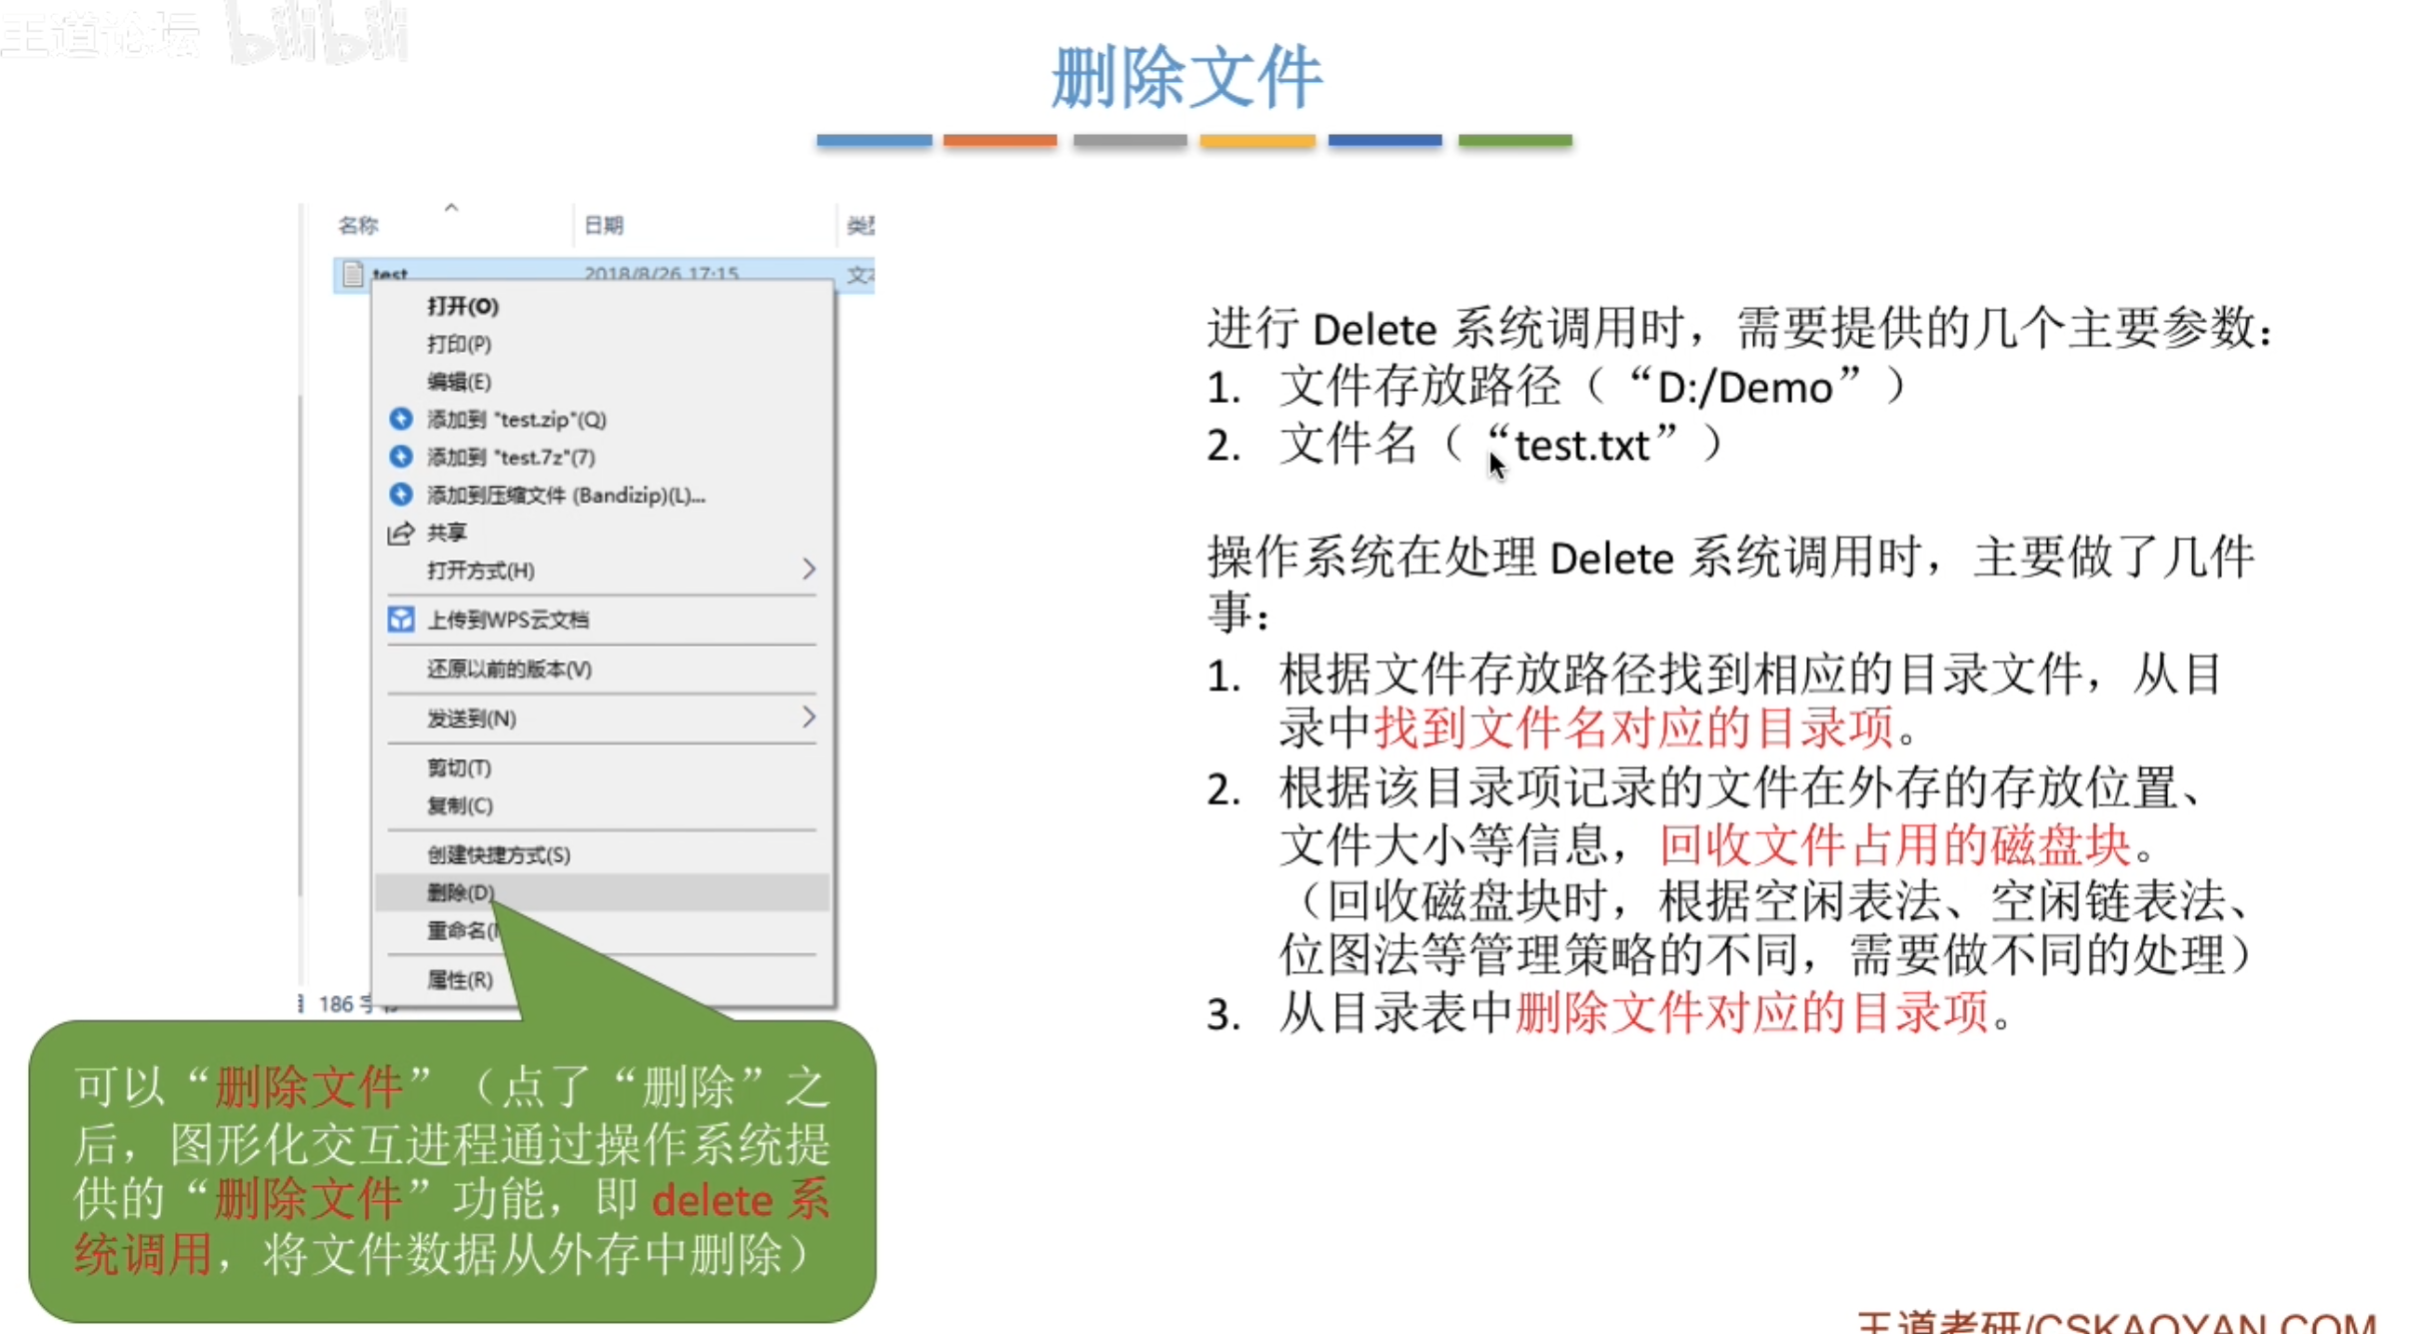 王道论坛 bilibili
删除文件
名称 日期
test 2018/8/26 17:15
打开(O)
打印(P)
编辑(E)
添加到 "test.zip"(Q)
添加到 "test.7z"(7)
添加到压缩文件 (Bandizip)(L)...
共享
打开方式(H)
上传到WPS云文档
还原以前的版本(V)
发送到(N)
剪切(T)
复制(C)
创建快捷方式(S)
删除(D)
重命名(
属性(R)
186 字节
可以“删除文件”（点了“删除”之
后，图形化交互进程通过操作系统提
供的“删除文件”功能，即 delete 系
统调用，将文件数据从外存中删除）
进行 Delete 系统调用时，需要提供的几个主要参数：
1. 文件存放路径（“D:/Demo”）
2. 文件名（“test.txt”）
操作系统在处理 Delete 系统调用时，主要做了几件
事：
1. 根据文件存放路径找到相应的目录文件，从目
录中找到文件名对应的目录项。
2. 根据该目录项记录的文件在外存的存放位置、
文件大小等信息，回收文件占用的磁盘块。
（回收磁盘块时，根据空闲表法、空闲链表法、
位图法等管理策略的不同，需要做不同的处理）
3. 从目录表中删除文件对应的目录项。
王道考研/CSKAOYAN.COM